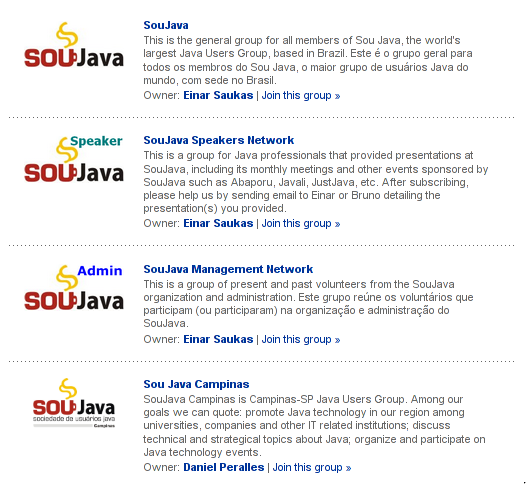 SOUJava
SouJava
This is the general group for all members of Sou Java, the world's
largest Java Users Group, based in Brazil. Este é o grupo geral para
todos os membros do Sou Java, o maior grupo de usuários Java do
mundo, com sede no Brasil.
Owner: Einar Saukas | Join this group »
Speaker
SOUJava
SouJava Speakers Network
This is a group for Java professionals that provided presentations at
SouJava, including its monthly meetings and other events sponsored by
SouJava such as Abaporu, Javali, JustJava, etc. After subscribing,
please help us by sending email to Einar or Bruno detailing the
presentation(s) you provided.
Owner: Einar Saukas | Join this group »
Admin
SOUJava
SouJava Management Network
This is a group of present and past volunteers from the SouJava
organization and administration. Este grupo reúne os voluntários que
participam (ou participaram) na organização e administração do
SouJava.
Owner: Einar Saukas | Join this group »
SOUJava
sociedade de usuários java
Campinas
Sou Java Campinas
SouJava Campinas is Campinas-SP Java Users Group. Among our
goals we can quote: promote Java technology in our region among
universities, companies and other IT related institutions; discuss
technical and strategical topics about Java; organize and participate on
Java technology events.
Owner: Daniel Peralles | Join this group »